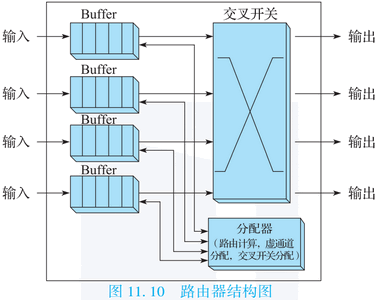 Buffer
交叉开关
输入
输出
Buffer
输入
输出
Buffer
输入
输出
Buffer
输入
输出
分配器
（路由计算，虚通道
分配，交叉开关分配）
图 11.10 路由器结构图